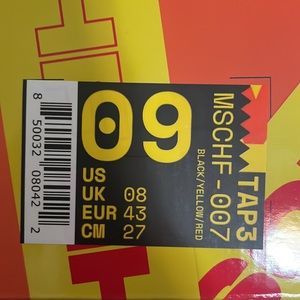 09
US
UK 08
EUR 43
CM 27
TAP3
MSCHF-007
BLACK/YELLOW/RED
8 50032 08042 2